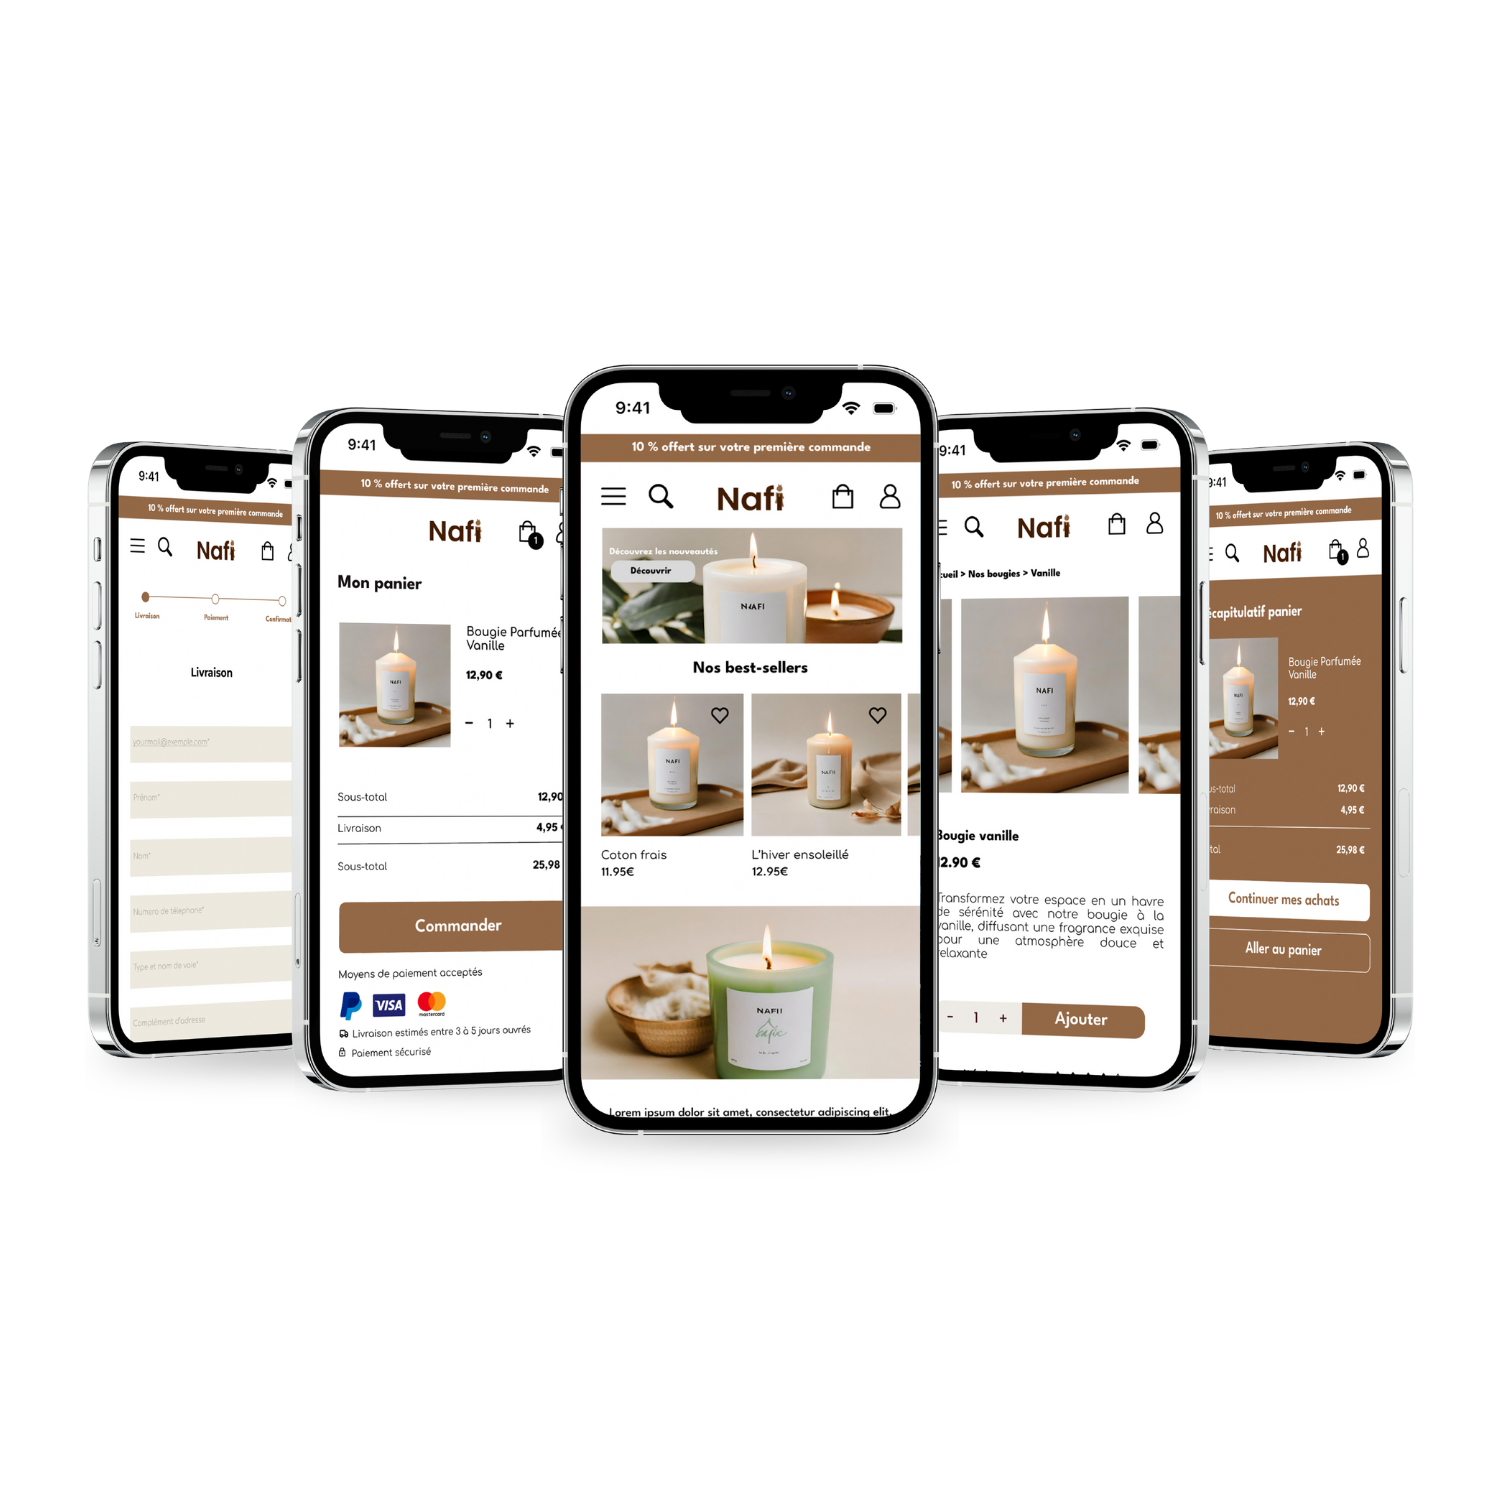 9:41
10 % offert sur votre première commande
Nafi
Livraison
Paiement
Confirmat
Livraison
yourmail@exemple.com*
Prénom*
Nom*
Numéro de téléphone*
Type et nom de voie*
Complément d'adresse
9:41
10 % offert sur votre première commande
Nafi
1
Mon panier
Bougie Parfumée
Vanille
12,90 €
− 1 +
Sous-total 12,90
Livraison 4,95
Sous-total 25,98
Commander
Moyens de paiement acceptés
VISA
mastercard
Livraison estimés entre 3 à 5 jours ouvrés
Paiement sécurisé
9:41
10 % offert sur votre première commande
Nafi
Découvrez les nouveautés
Découvrir
Nos best-sellers
NAFI
NAFI
Coton frais
11.95€
L'hiver ensoleillé
12.95€
NAFII
Lorem ipsum dolor sit amet, consectetur adipiscing elit.
9:41
10 % offert sur votre première commande
Nafi
cueil > Nos bougies > Vanille
NAFI
Bougie vanille
12.90 €
Transformez votre espace en un havre
de sérénité avec notre bougie à la
vanille, diffusant une fragrance exquise
pour une atmosphère douce et
relaxante
- 1 +
Ajouter
9:41
10 % offert sur votre première commande
Nafi
1
écapitulatif panier
Bougie Parfumée
Vanille
12,90 €
− 1 +
us-total 12,90 €
raison 4,95 €
tal 25,98 €
Continuer mes achats
Aller au panier